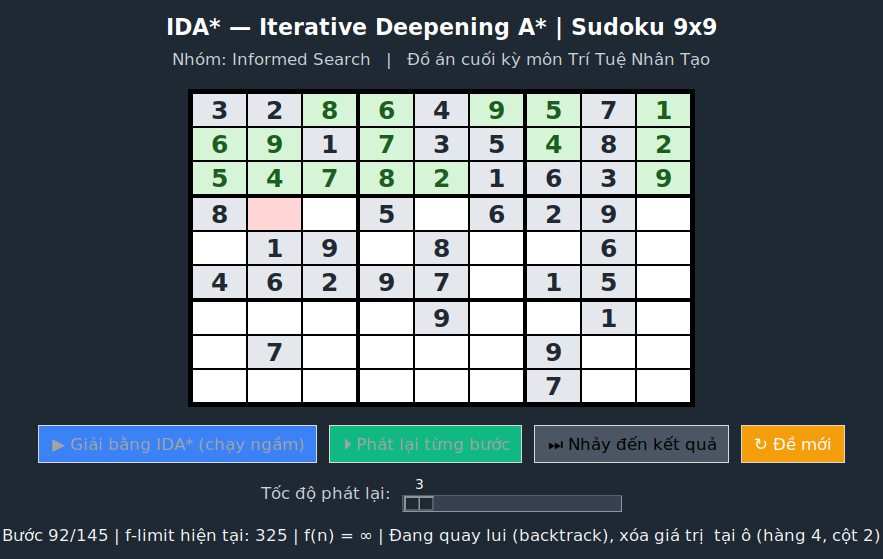 IDA* — Iterative Deepening A* | Sudoku 9x9
Nhóm: Informed Search | Đồ án cuối kỳ môn Trí Tuệ Nhân Tạo
3 2 8 6 4 9 5 7 1
6 9 1 7 3 5 4 8 2
5 4 7 8 2 1 6 3 9
8 5 6 2 9
1 9 8 6
4 6 2 9 7 1 5
9 1
7 9
7
▶ Giải bằng IDA* (chạy ngầm) ⏵ Phát lại từng bước ⏭ Nhảy đến kết quả ↻ Đề mới
3
Tốc độ phát lại:
Bước 92/145 | f-limit hiện tại: 325 | f(n) = ∞ | Đang quay lui (backtrack), xóa giá trị  tại ô (hàng 4, cột 2)